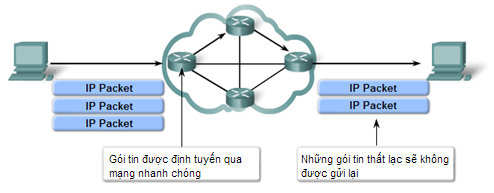 IP Packet
IP Packet
IP Packet
IP Packet
IP Packet
Gói tin được định tuyến qua
mạng nhanh chóng
Những gói tin thất lạc sẽ không
được gửi lại